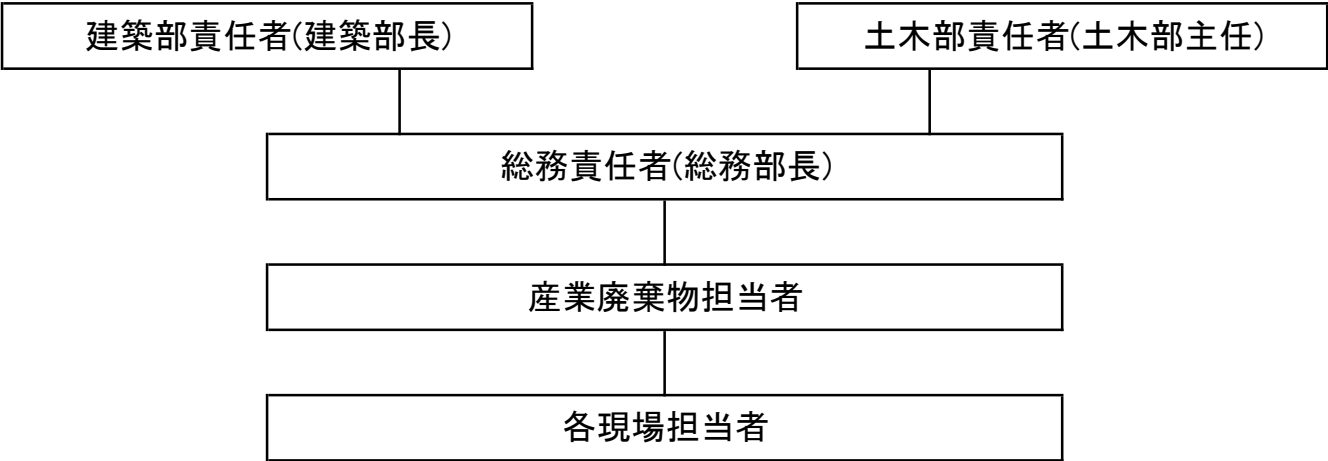 建築部責任者(建築部長)
土木部責任者(土木部主任)
総務責任者(総務部長)
産業廃棄物担当者
各現場担当者